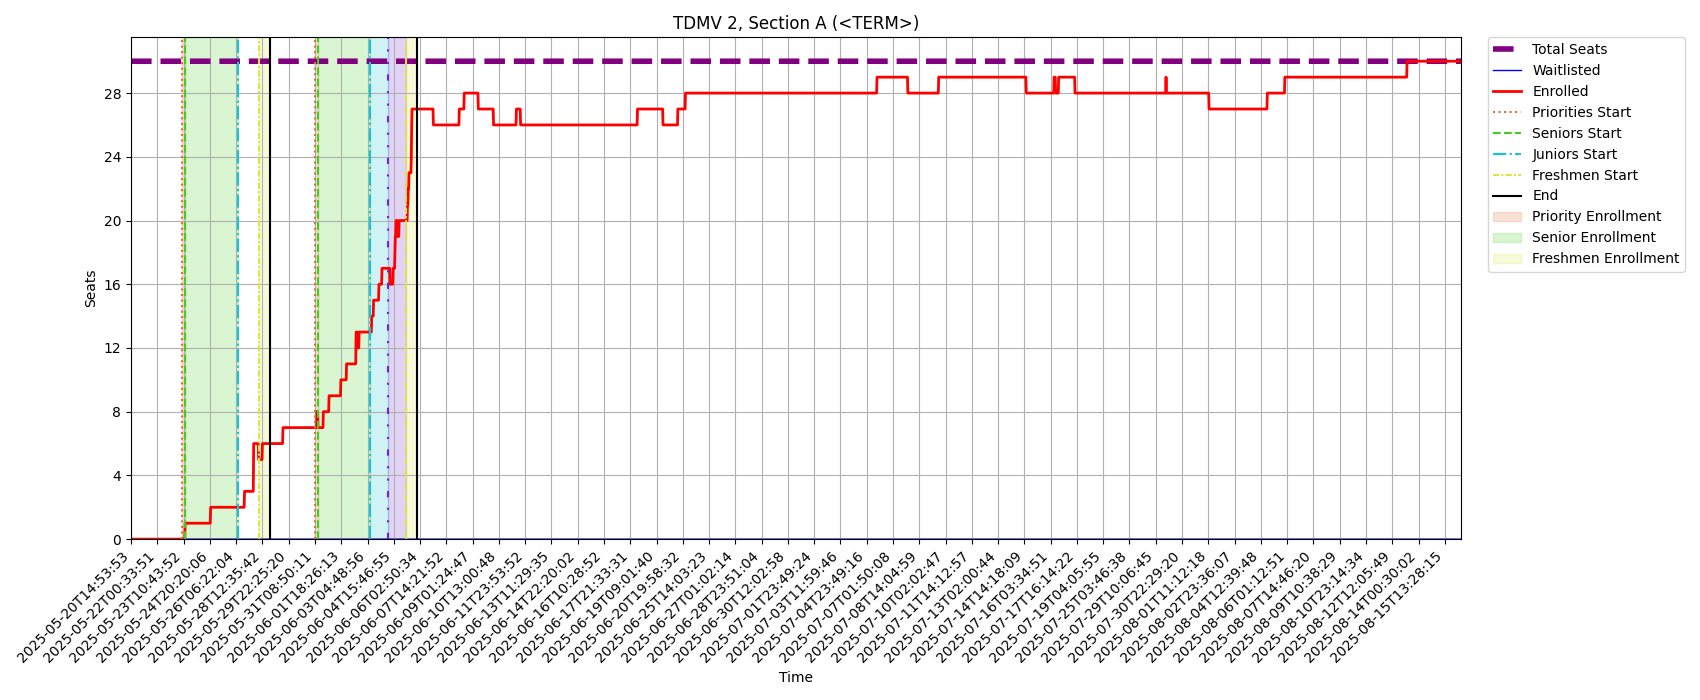 TDMV 2, Section A (<TERM>)
Total Seats
Waitlisted
Enrolled
Priorities Start
Seniors Start
Juniors Start
Freshmen Start
End
Priority Enrollment
Senior Enrollment
Freshmen Enrollment
Seats
28
24
20
16
12
8
4
0
2025-05-20T14:53:53
2025-05-22T00:33:51
2025-05-23T10:43:52
2025-05-24T20:20:06
2025-05-26T06:22:04
2025-05-28T12:35:42
2025-05-29T22:25:20
2025-05-31T08:50:11
2025-06-01T18:26:13
2025-06-03T04:48:56
2025-06-04T15:46:55
2025-06-06T02:50:34
2025-06-07T14:21:52
2025-06-09T01:24:47
2025-06-10T13:00:48
2025-06-11T23:53:52
2025-06-13T11:29:35
2025-06-14T22:20:02
2025-06-16T10:28:52
2025-06-17T21:33:31
2025-06-19T09:01:40
2025-06-20T19:58:32
2025-06-25T14:03:23
2025-06-27T01:02:14
2025-06-28T23:51:04
2025-06-30T12:02:58
2025-07-01T23:49:24
2025-07-03T11:59:46
2025-07-04T23:49:16
2025-07-07T01:50:08
2025-07-08T14:04:59
2025-07-10T02:02:47
2025-07-11T14:12:57
2025-07-13T02:00:44
2025-07-14T14:18:09
2025-07-16T03:34:51
2025-07-17T16:14:22
2025-07-19T04:05:55
2025-07-25T03:46:38
2025-07-29T10:06:45
2025-07-30T22:29:20
2025-08-01T11:12:18
2025-08-02T23:36:07
2025-08-04T12:39:48
2025-08-06T01:12:51
2025-08-07T14:46:20
2025-08-09T10:38:29
2025-08-10T23:14:34
2025-08-12T12:05:49
2025-08-14T00:30:02
2025-08-15T13:28:15
Time